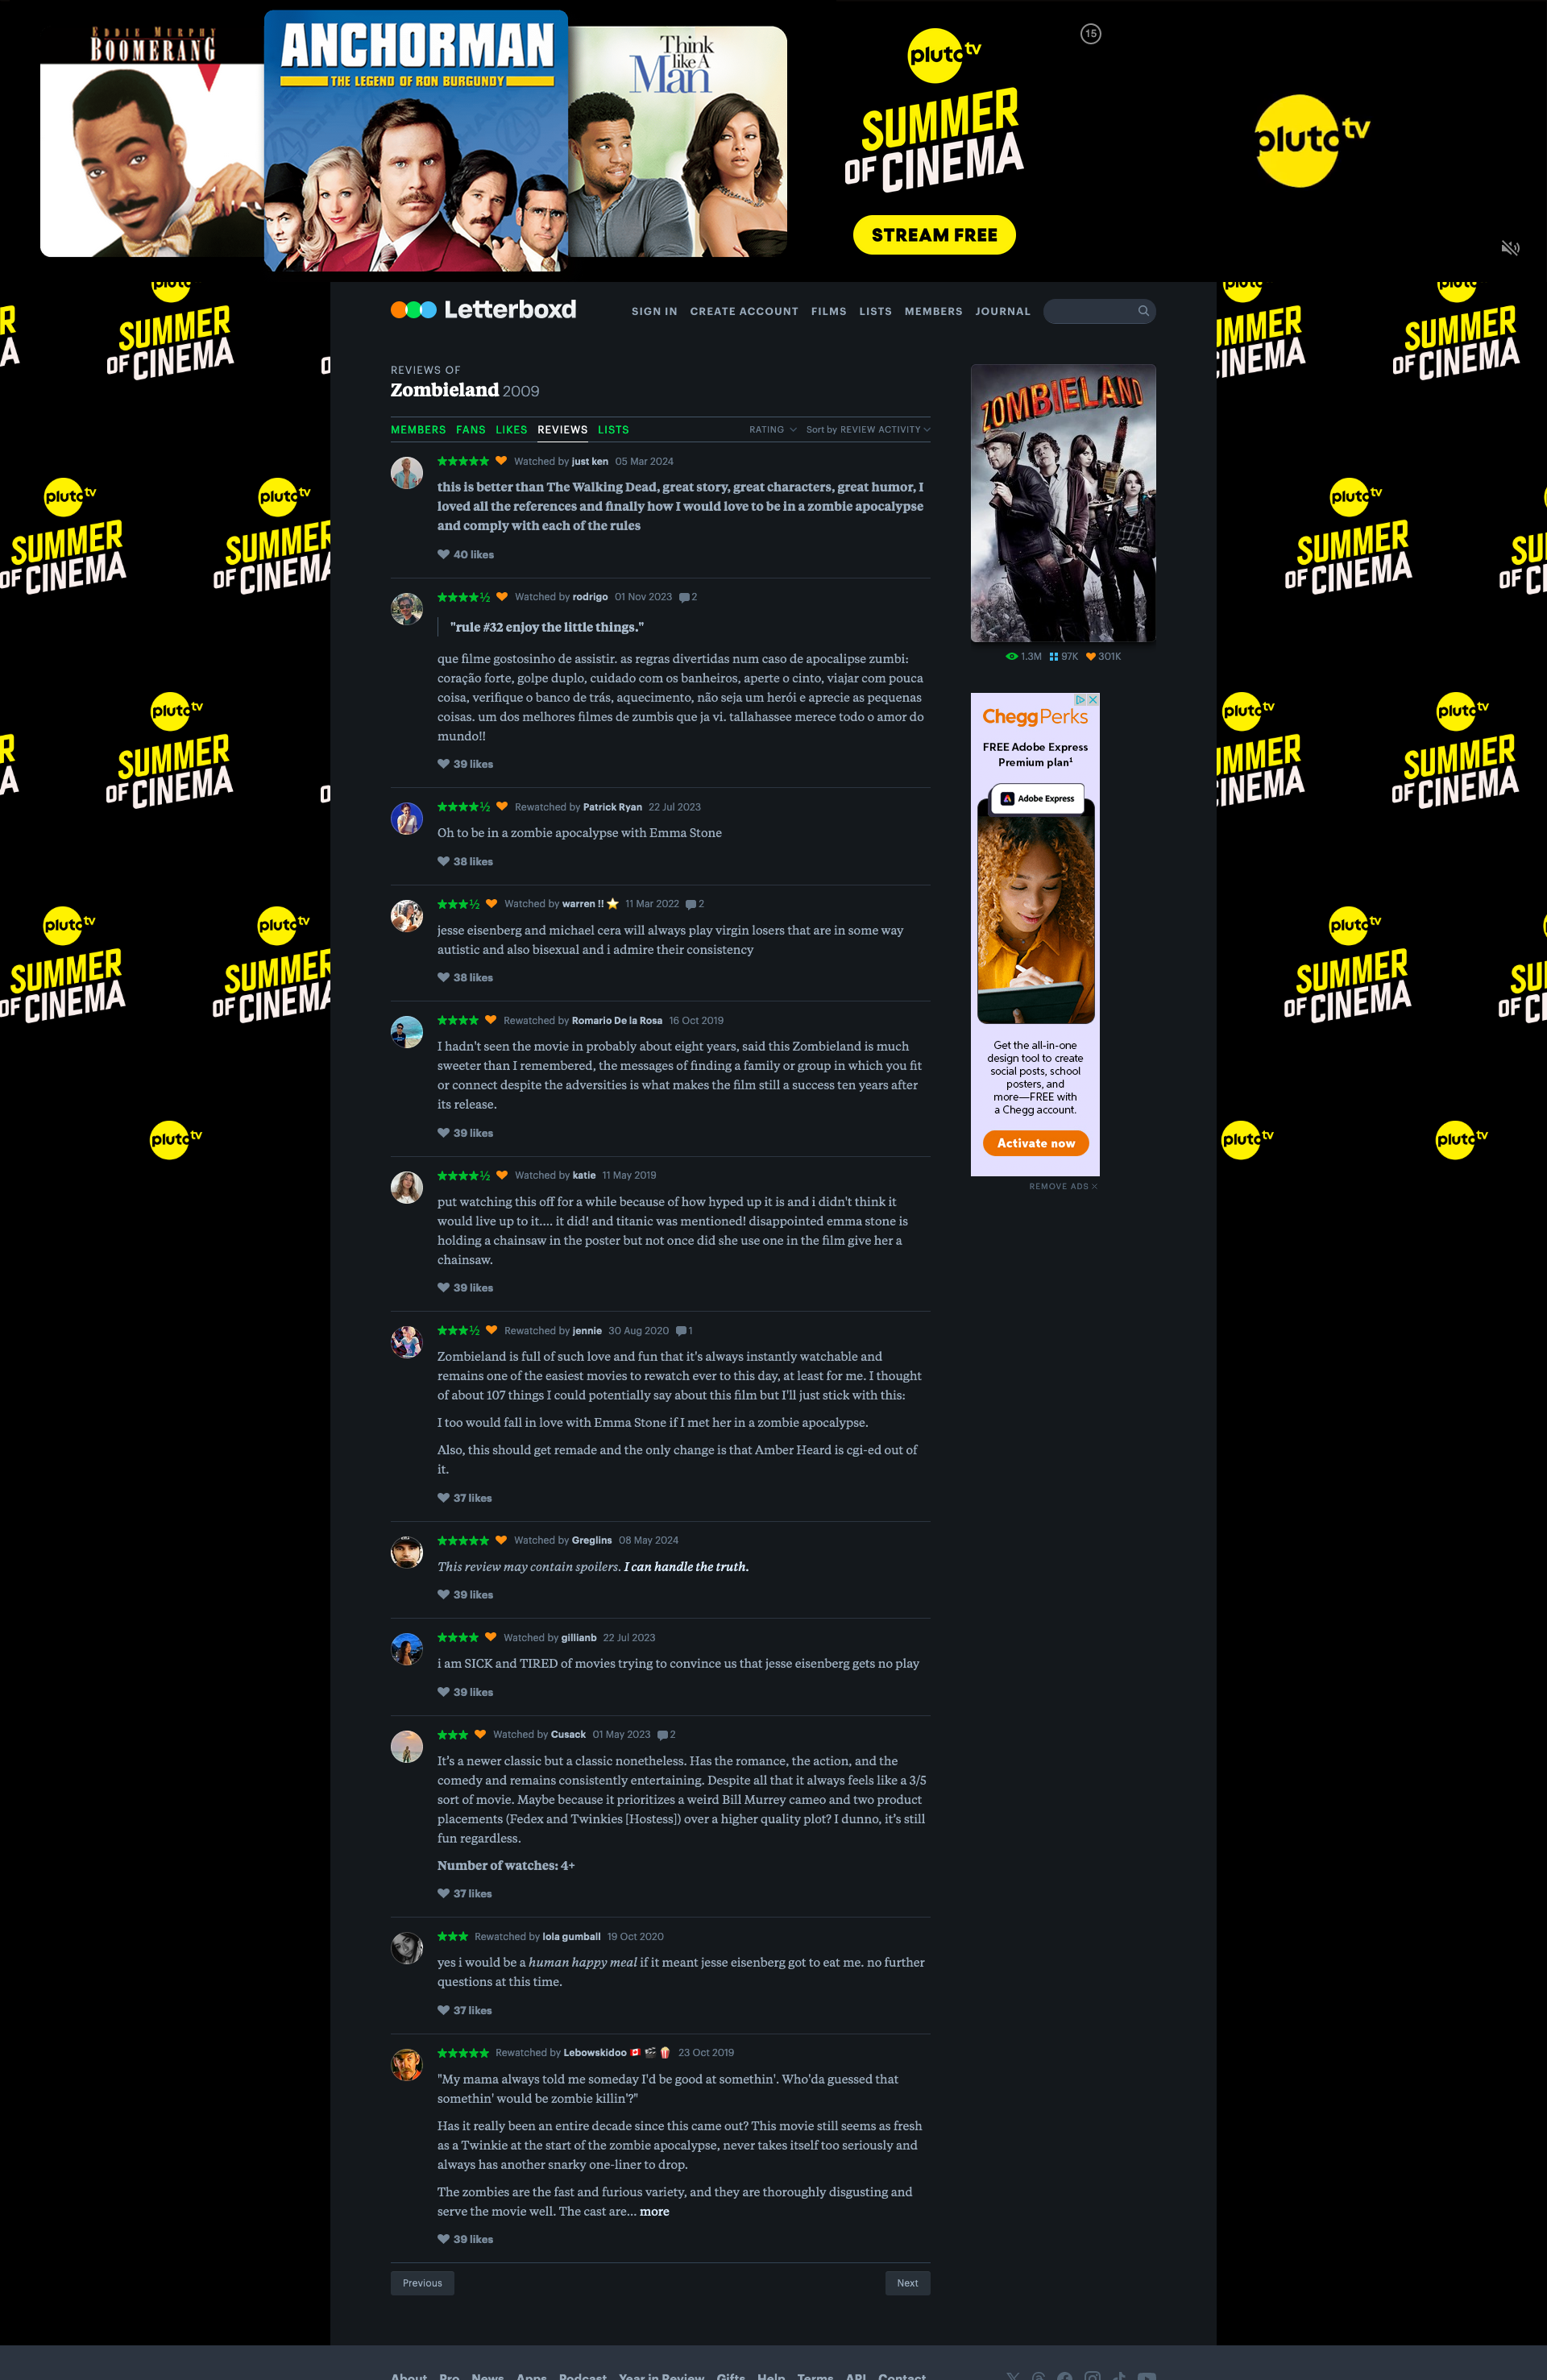 EDDIE MURPHY
BOOMERANG
ANCHORMAN
THE LEGEND OF RON BURGUNDY
Think
like A
Man
pluto tv
SUMMER
OF CINEMA
STREAM FREE
15
pluto tv
Letterboxd
SIGN IN CREATE ACCOUNT FILMS LISTS MEMBERS JOURNAL
REVIEWS OF
Zombieland 2009
MEMBERS FANS LIKES REVIEWS LISTS RATING Sort by REVIEW ACTIVITY
★★★★★ Watched by just ken 05 Mar 2024
this is better than The Walking Dead, great story, great characters, great humor, I
loved all the references and finally how I would love to be in a zombie apocalypse
and comply with each of the rules
40 likes
★★★★½ Watched by rodrigo 01 Nov 2023 2
"rule #32 enjoy the little things."
que filme gostosinho de assistir. as regras divertidas num caso de apocalipse zumbi:
coração forte, golpe duplo, cuidado com os banheiros, aperte o cinto, viajar com pouca
coisa, verifique o banco de trás, aquecimento, não seja um herói e aprecie as pequenas
coisas. um dos melhores filmes de zumbis que ja vi. tallahassee merece todo o amor do
mundo!!
39 likes
★★★★½ Rewatched by Patrick Ryan 22 Jul 2023
Oh to be in a zombie apocalypse with Emma Stone
38 likes
★★★½ Watched by warren !! ⭐ 11 Mar 2022 2
jesse eisenberg and michael cera will always play virgin losers that are in some way
autistic and also bisexual and i admire their consistency
38 likes
★★★★ Rewatched by Romario De la Rosa 16 Oct 2019
I hadn't seen the movie in probably about eight years, said this Zombieland is much
sweeter than I remembered, the messages of finding a family or group in which you fit
or connect despite the adversities is what makes the film still a success ten years after
its release.
39 likes
★★★★½ Watched by katie 11 May 2019
put watching this off for a while because of how hyped up it is and i didn't think it
would live up to it.... it did! and titanic was mentioned! disappointed emma stone is
holding a chainsaw in the poster but not once did she use one in the film give her a
chainsaw.
39 likes
★★★½ Rewatched by jennie 30 Aug 2020 1
Zombieland is full of such love and fun that it's always instantly watchable and
remains one of the easiest movies to rewatch ever to this day, at least for me. I thought
of about 107 things I could potentially say about this film but I'll just stick with this:
I too would fall in love with Emma Stone if I met her in a zombie apocalypse.
Also, this should get remade and the only change is that Amber Heard is cgi-ed out of
it.
37 likes
★★★★★ Watched by Greglins 08 May 2024
This review may contain spoilers. I can handle the truth.
39 likes
★★★★ Watched by gillianb 22 Jul 2023
i am SICK and TIRED of movies trying to convince us that jesse eisenberg gets no play
39 likes
★★★ Watched by Cusack 01 May 2023 2
It's a newer classic but a classic nonetheless. Has the romance, the action, and the
comedy and remains consistently entertaining. Despite all that it always feels like a 3/5
sort of movie. Maybe because it prioritizes a weird Bill Murrey cameo and two product
placements (Fedex and Twinkies [Hostess]) over a higher quality plot? I dunno, it's still
fun regardless.
Number of watches: 4+
37 likes
★★★ Rewatched by lola gumball 19 Oct 2020
yes i would be a human happy meal if it meant jesse eisenberg got to eat me. no further
questions at this time.
37 likes
★★★★★ Rewatched by Lebowskidoo 🇨🇦 🎬 🍿 23 Oct 2019
"My mama always told me someday I'd be good at somethin'. Who'da guessed that
somethin' would be zombie killin'?"
Has it really been an entire decade since this came out? This movie still seems as fresh
as a Twinkie at the start of the zombie apocalypse, never takes itself too seriously and
always has another snarky one-liner to drop.
The zombies are the fast and furious variety, and they are thoroughly disgusting and
serve the movie well. The cast are... more
39 likes
Previous Next
ZOMBIELAND
1.3M 97K 301K
CheggPerks
FREE Adobe Express
Premium plan¹
Adobe Express
Get the all-in-one
design tool to create
social posts, school
posters, and
more—FREE with
a Chegg account.
Activate now
REMOVE ADS
pluto tv
SUMMER
OF CINEMA
About Pro News Apps Podcast Year in Review Gifts Help Terms API Contact